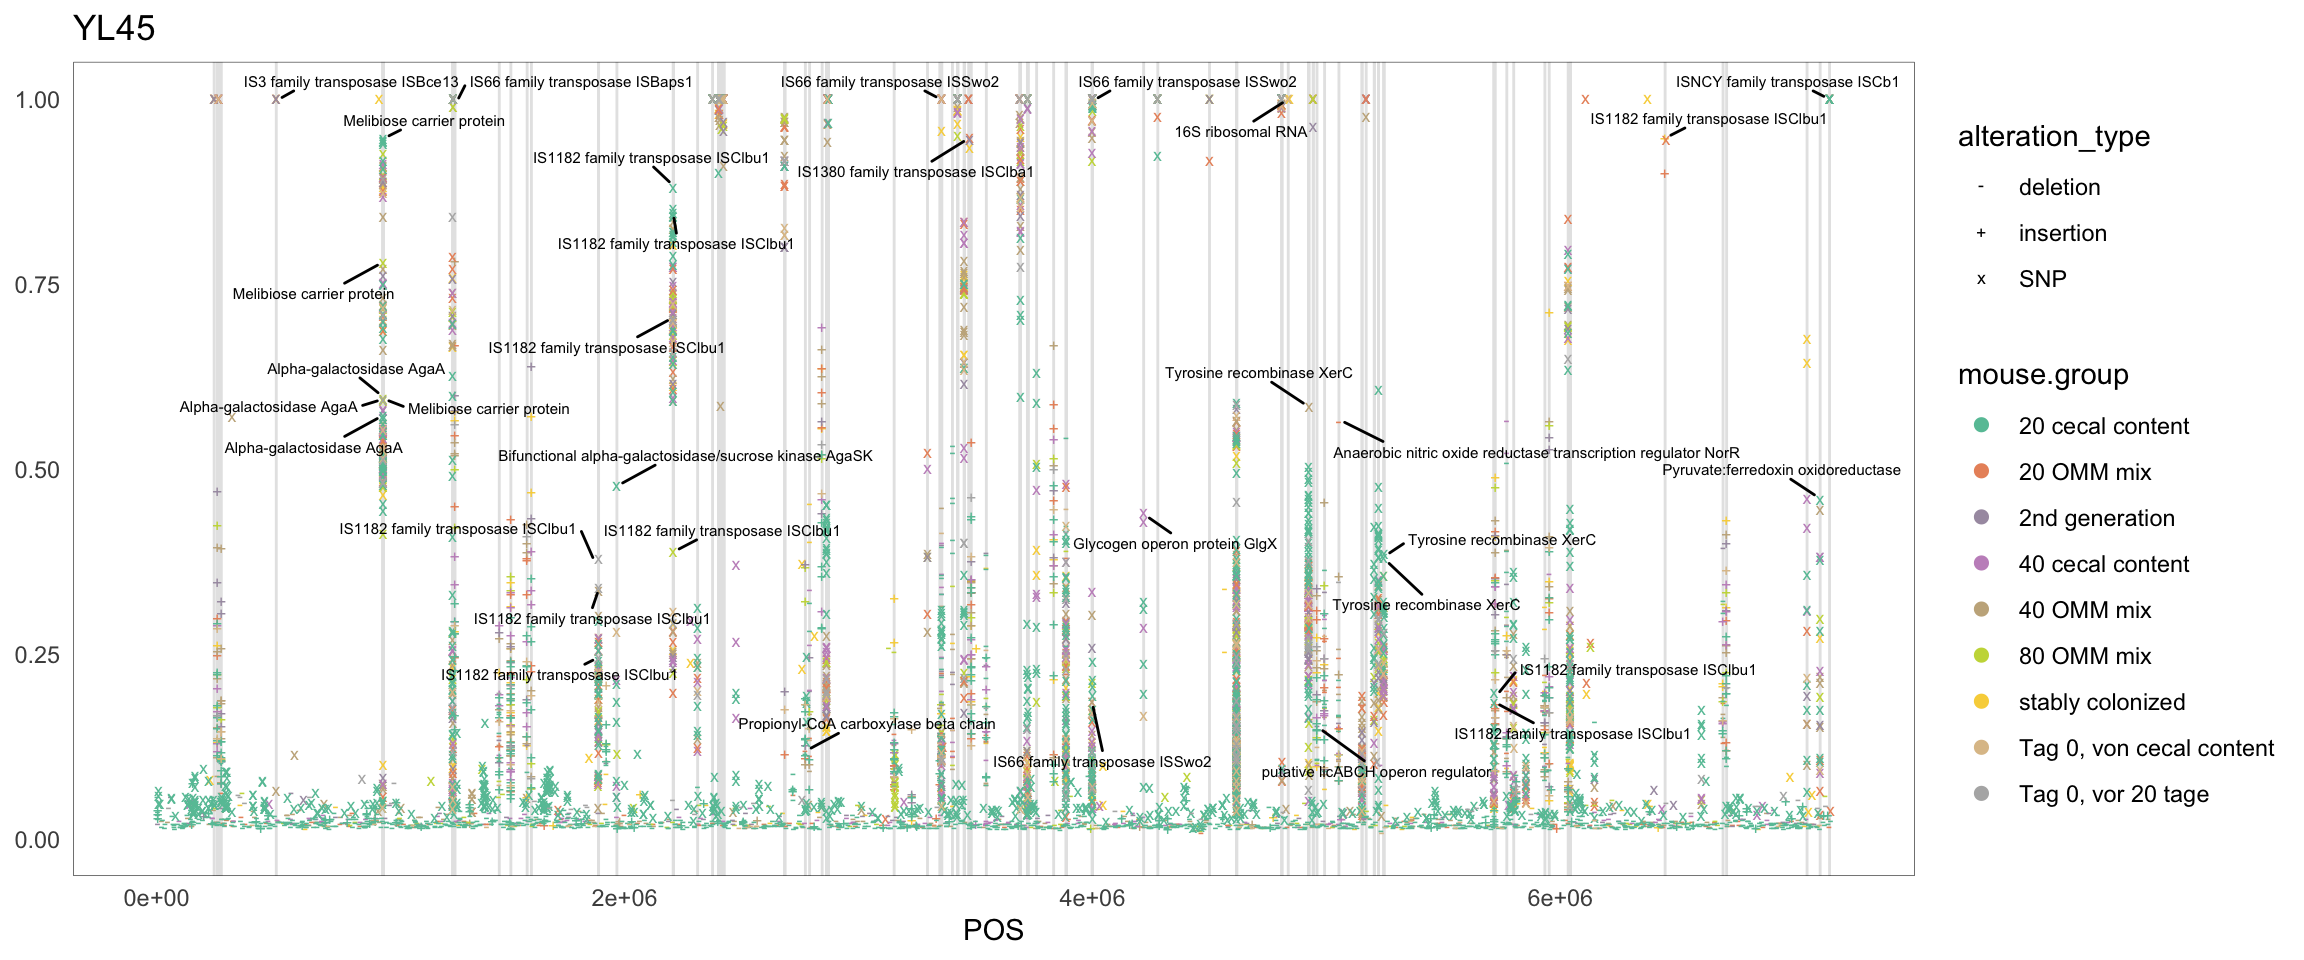 YL45
1.00
0.75
0.50
0.25
0.00
IS3 family transposase ISBce13
IS66 family transposase ISBaps1
IS66 family transposase ISSwo2
IS66 family transposase ISSwo2
ISNCY family transposase ISCb1
Melibiose carrier protein
IS1182 family transposase ISClbu1
16S ribosomal RNA
IS1182 family transposase ISClbu1
IS1380 family transposase ISClba1
IS1182 family transposase ISClbu1
Melibiose carrier protein
IS1182 family transposase ISClbu1
Alpha-galactosidase AgaA
Tyrosine recombinase XerC
Alpha-galactosidase AgaA
Melibiose carrier protein
Alpha-galactosidase AgaA
Bifunctional alpha-galactosidase/sucrose kinase AgaSK
Anaerobic nitric oxide reductase transcription regulator NorR
Pyruvate:ferredoxin oxidoreductase
IS1182 family transposase ISClbu1
IS1182 family transposase ISClbu1
Glycogen operon protein GlgX
Tyrosine recombinase XerC
IS1182 family transposase ISClbu1
Tyrosine recombinase XerC
IS1182 family transposase ISClbu1
IS1182 family transposase ISClbu1
Propionyl-CoA carboxylase beta chain
IS1182 family transposase ISClbu1
IS66 family transposase ISSwo2
putative licABCH operon regulator
0e+00
2e+06
4e+06
6e+06
POS
alteration_type
- deletion
+ insertion
x SNP
mouse.group
20 cecal content
20 OMM mix
2nd generation
40 cecal content
40 OMM mix
80 OMM mix
stably colonized
Tag 0, von cecal content
Tag 0, vor 20 tage